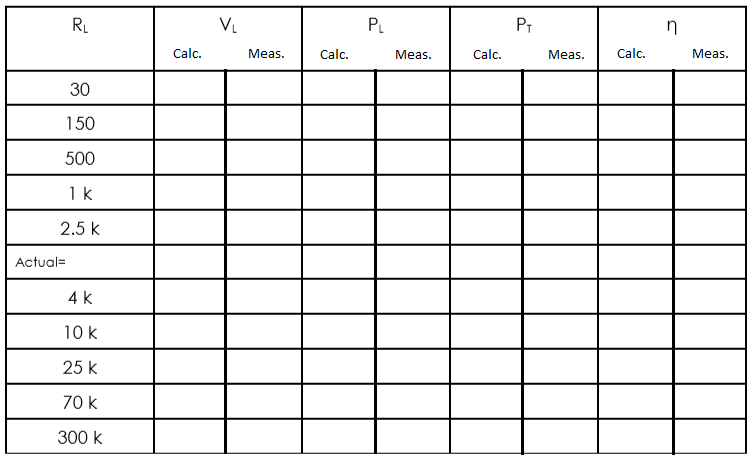 R_L V_L P_L P_T η
Calc. Meas. Calc. Meas. Calc. Meas. Calc. Meas.
30
150
500
1 k
2.5 k
Actual=
4 k
10 k
25 k
70 k
300 k